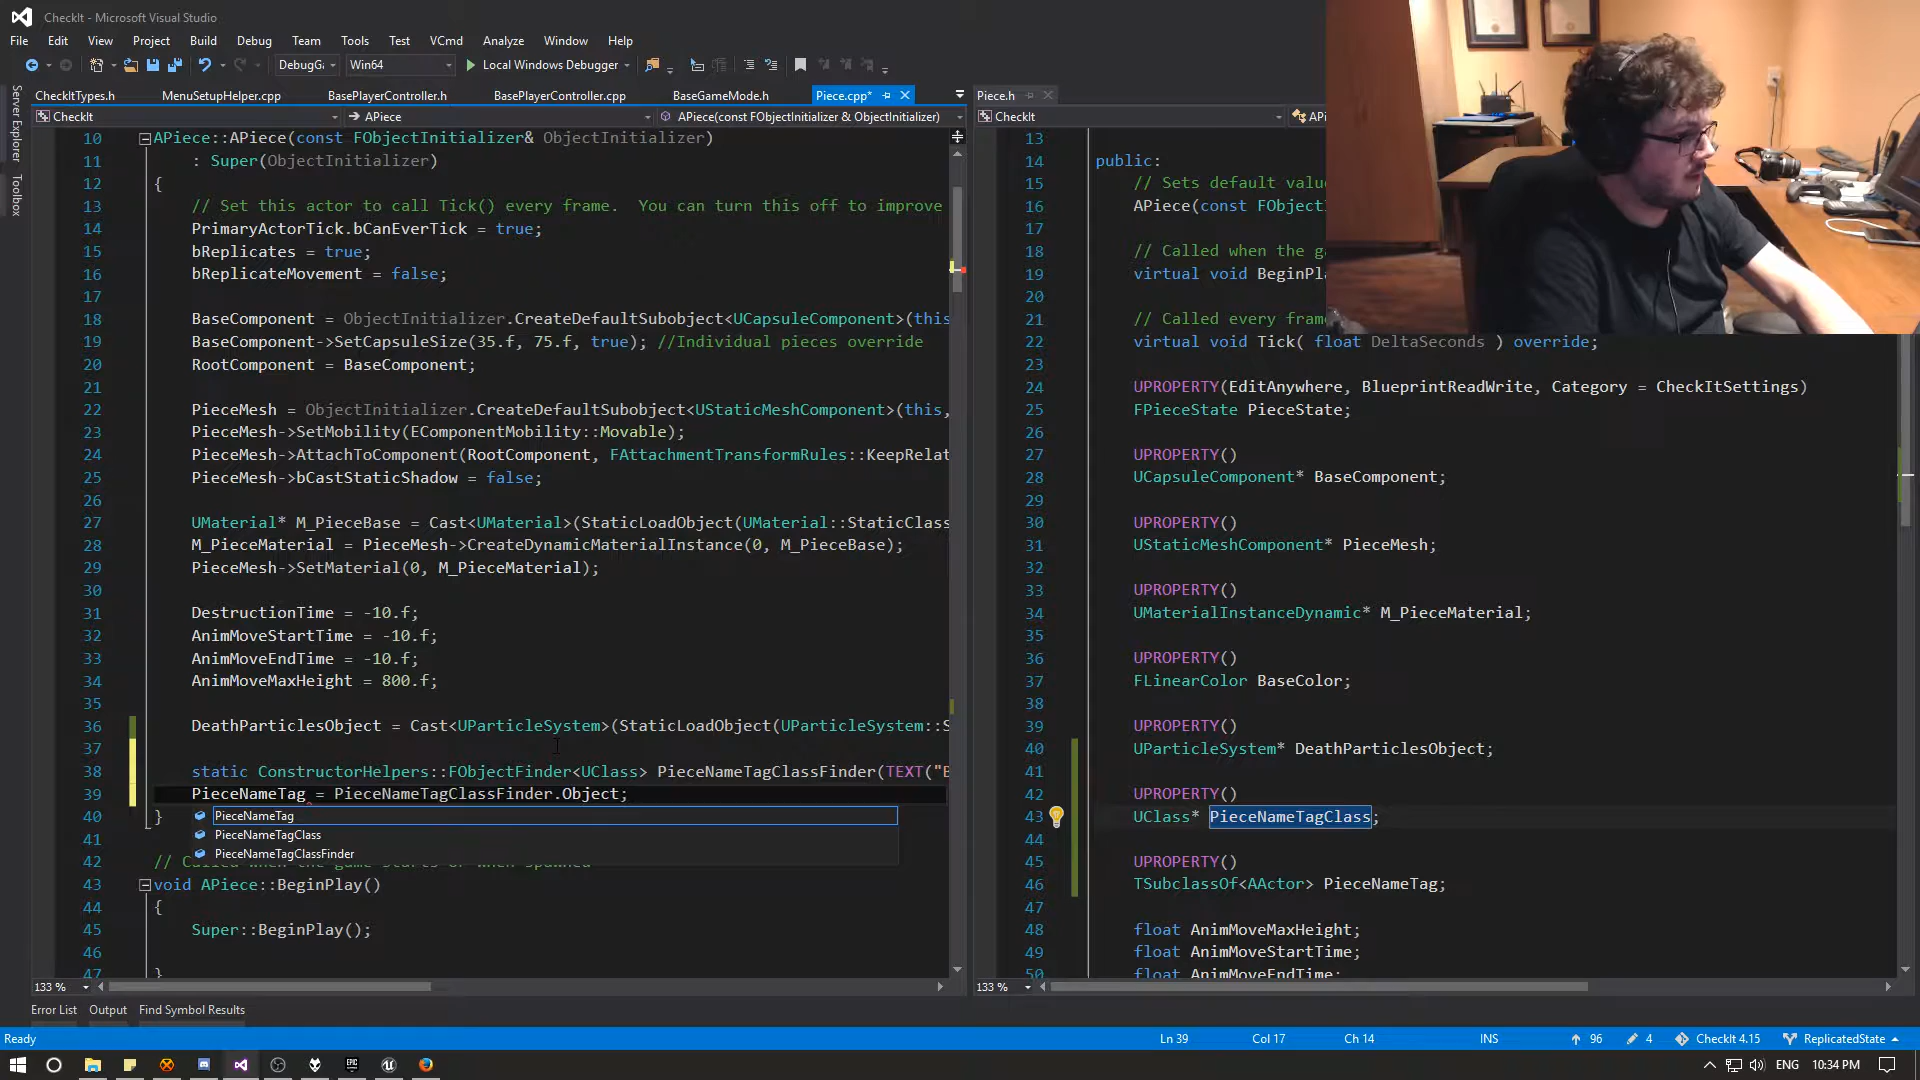 CheckIt - Microsoft Visual Studio
File Edit View Project Build Debug Team Tools Test VCmd Analyze Window Help
DebugG Win64 Local Windows Debugger
CheckItTypes.h MenuSetupHelper.cpp BasePlayerController.h BasePlayerController.cpp BaseGameMode.h Piece.cpp*
CheckIt APiece APiece(const FObjectInitializer & ObjectInitializer)
Server Explorer
Toolbox
10 APiece::APiece(const FObjectInitializer& ObjectInitializer)
11 : Super(ObjectInitializer)
12 {
13 // Set this actor to call Tick() every frame.  You can turn this off to improve
14 PrimaryActorTick.bCanEverTick = true;
15 bReplicates = true;
16 bReplicateMovement = false;
17
18 BaseComponent = ObjectInitializer.CreateDefaultSubobject<UCapsuleComponent>(this
19 BaseComponent->SetCapsuleSize(35.f, 75.f, true); //Individual pieces override
20 RootComponent = BaseComponent;
21
22 PieceMesh = ObjectInitializer.CreateDefaultSubobject<UStaticMeshComponent>(this,
23 PieceMesh->SetMobility(EComponentMobility::Movable);
24 PieceMesh->AttachToComponent(RootComponent, FAttachmentTransformRules::KeepRelat
25 PieceMesh->bCastStaticShadow = false;
26
27 UMaterial* M_PieceBase = Cast<UMaterial>(StaticLoadObject(UMaterial::StaticClass
28 M_PieceMaterial = PieceMesh->CreateDynamicMaterialInstance(0, M_PieceBase);
29 PieceMesh->SetMaterial(0, M_PieceMaterial);
30
31 DestructionTime = -10.f;
32 AnimMoveStartTime = -10.f;
33 AnimMoveEndTime = -10.f;
34 AnimMoveMaxHeight = 800.f;
35
36 DeathParticlesObject = Cast<UParticleSystem>(StaticLoadObject(UParticleSystem::S
37
38 static ConstructorHelpers::FObjectFinder<UClass> PieceNameTagClassFinder(TEXT("B
39 PieceNameTag = PieceNameTagClassFinder.Object;
40 }
PieceNameTag
PieceNameTagClass
PieceNameTagClassFinder
41
42 // Called when the game starts or when spawned
43 void APiece::BeginPlay()
44 {
45 Super::BeginPlay();
46
47 }
133 %
Piece.h
CheckIt APi
13
14 public:
15 // Sets default valu
16 APiece(const FObjectI
17
18 // Called when the ga
19 virtual void BeginPla
20
21 // Called every fram
22 virtual void Tick( float DeltaSeconds ) override;
23
24 UPROPERTY(EditAnywhere, BlueprintReadWrite, Category = CheckItSettings)
25 FPieceState PieceState;
26
27 UPROPERTY()
28 UCapsuleComponent* BaseComponent;
29
30 UPROPERTY()
31 UStaticMeshComponent* PieceMesh;
32
33 UPROPERTY()
34 UMaterialInstanceDynamic* M_PieceMaterial;
35
36 UPROPERTY()
37 FLinearColor BaseColor;
38
39 UPROPERTY()
40 UParticleSystem* DeathParticlesObject;
41
42 UPROPERTY()
43 UClass* PieceNameTagClass;
44
45 UPROPERTY()
46 TSubclassOf<AActor> PieceNameTag;
47
48 float AnimMoveMaxHeight;
49 float AnimMoveStartTime;
50 float AnimMoveEndTime;
133 %
Error List Output Find Symbol Results
Ready Ln 39 Col 17 Ch 14 INS 96 4 CheckIt 4.15 ReplicatedState
ENG 10:34 PM